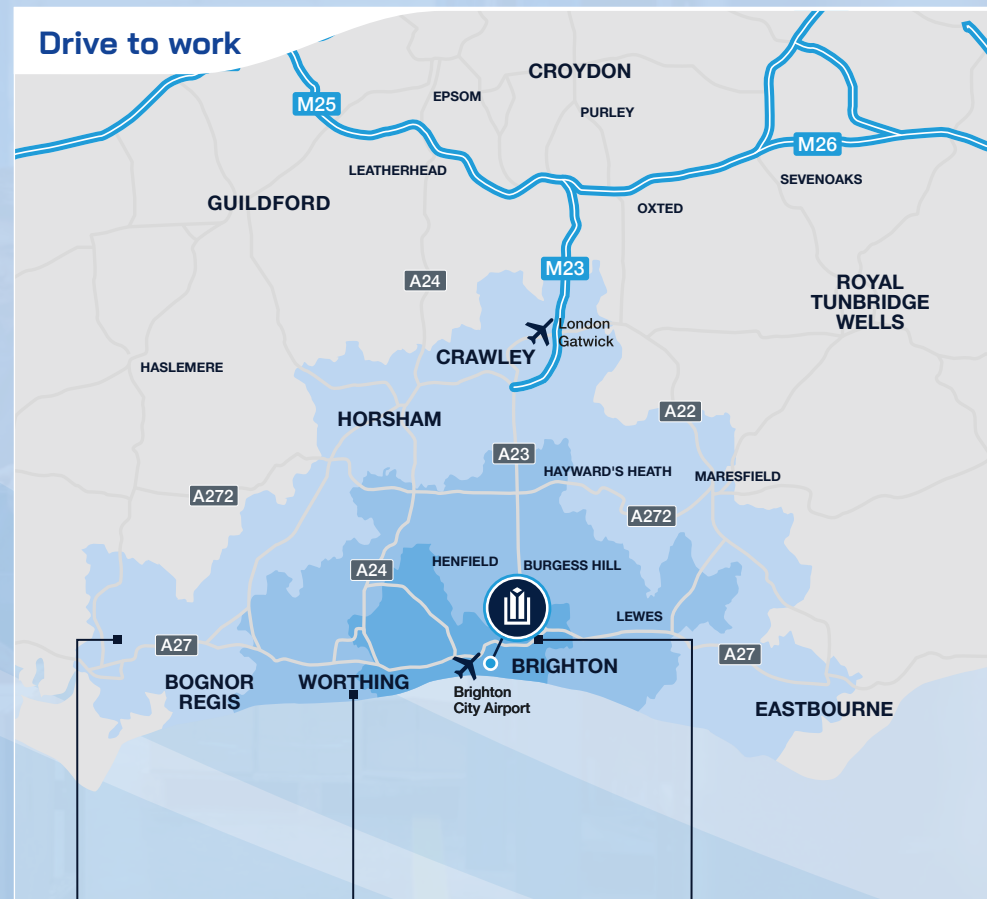 Drive to work
CROYDON
EPSOM
M25
PURLEY
M26
LEATHERHEAD
SEVENOAKS
GUILDFORD
OXTED
M23
A24
ROYAL
TUNBRIDGE
WELLS
London
Gatwick
CRAWLEY
HASLEMERE
HORSHAM
A22
A23
HAYWARD'S HEATH
MARESFIELD
A272
A272
HENFIELD
BURGESS HILL
A24
LEWES
A27
A27
BRIGHTON
BOGNOR
REGIS
WORTHING
Brighton
City Airport
EASTBOURNE